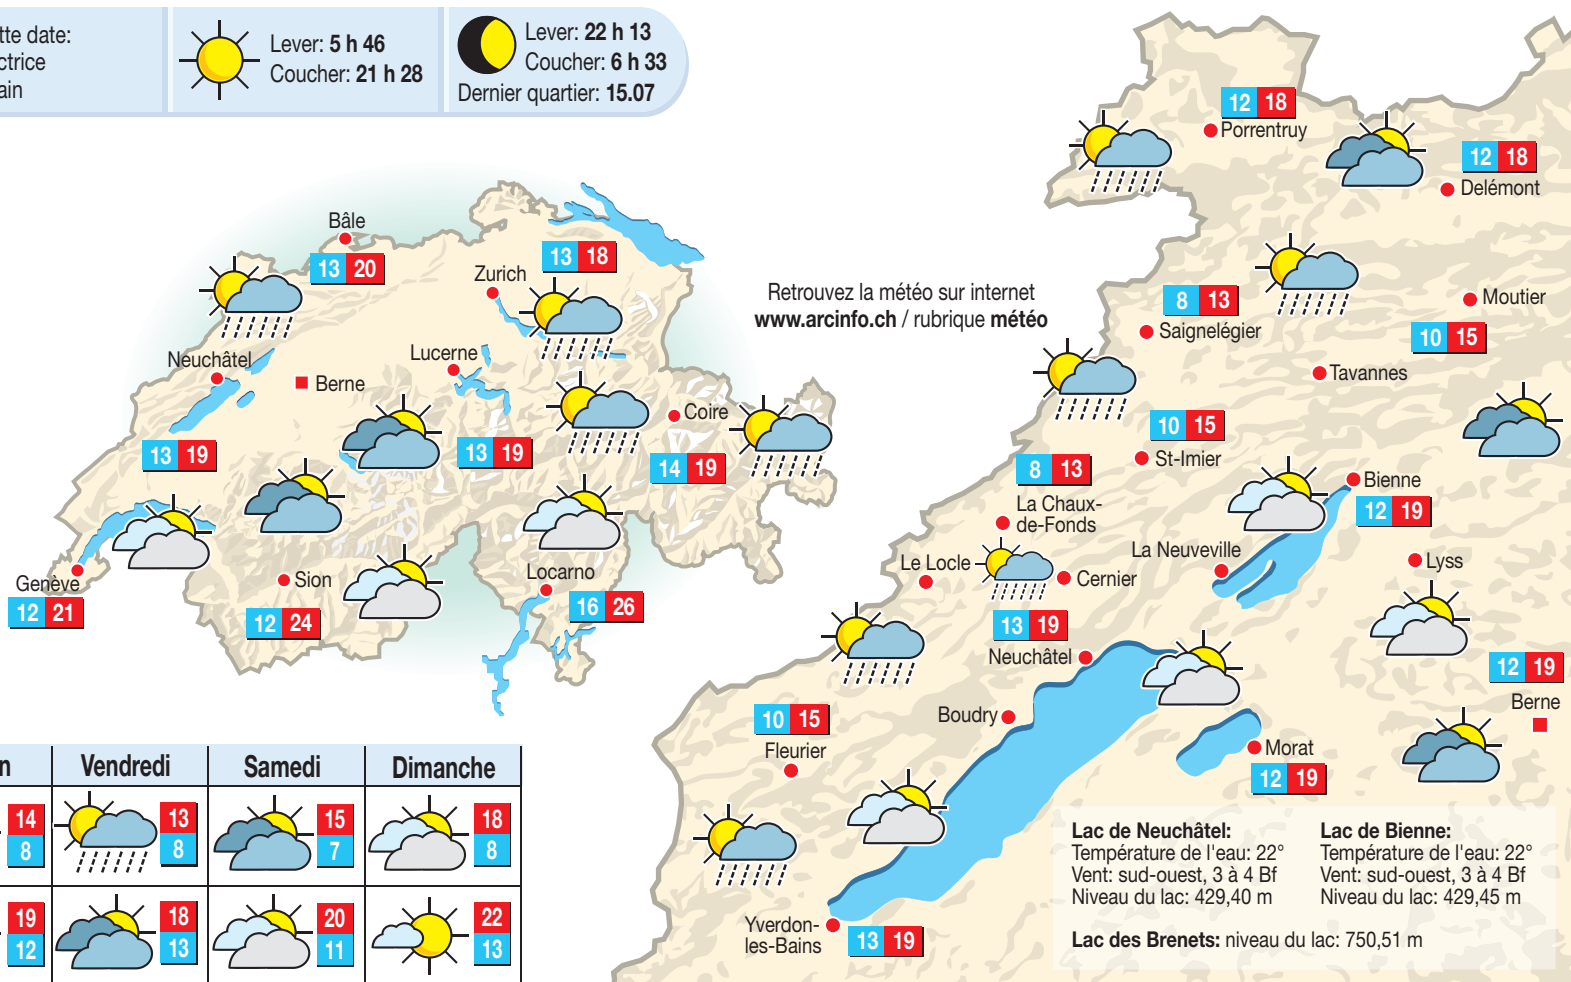 tte date:
ctrice
ain
Lever: 5 h 46
Coucher: 21 h 28
Lever: 22 h 13
Coucher: 6 h 33
Dernier quartier: 15.07
Bâle
13 20
Zurich
13 18
Neuchâtel
13 19
Berne
Lucerne
13 19
Coire
14 19
Genève
12 21
Sion
12 24
Locarno
16 26
Retrouvez la météo sur internet
www.arcinfo.ch / rubrique météo
12 18
Porrentruy
12 18
Delémont
8 13
Saignelégier
Moutier
10 15
Tavannes
10 15
St-Imier
8 13
La Chaux-
de-Fonds
Bienne
12 19
Le Locle
Cernier
La Neuveville
Lyss
13 19
Neuchâtel
12 19
Berne
10 15
Fleurier
Boudry
Morat
12 19
Yverdon-
les-Bains
13 19
n
Vendredi
Samedi
Dimanche
14
8
13
8
15
7
18
8
19
12
18
13
20
11
22
13
Lac de Neuchâtel:
Température de l'eau: 22°
Vent: sud-ouest, 3 à 4 Bf
Niveau du lac: 429,40 m
Lac de Bienne:
Température de l'eau: 22°
Vent: sud-ouest, 3 à 4 Bf
Niveau du lac: 429,45 m
Lac des Brenets: niveau du lac: 750,51 m